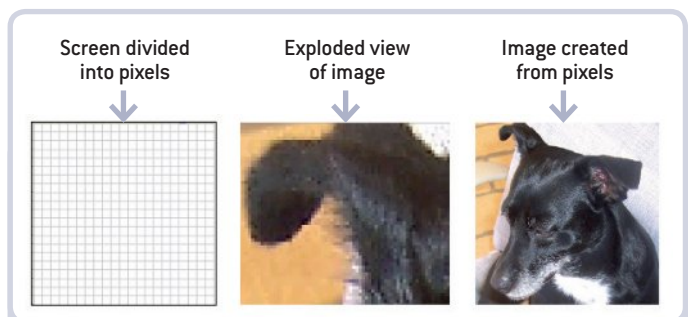 Screen divided
into pixels
Exploded view
of image
Image created
from pixels